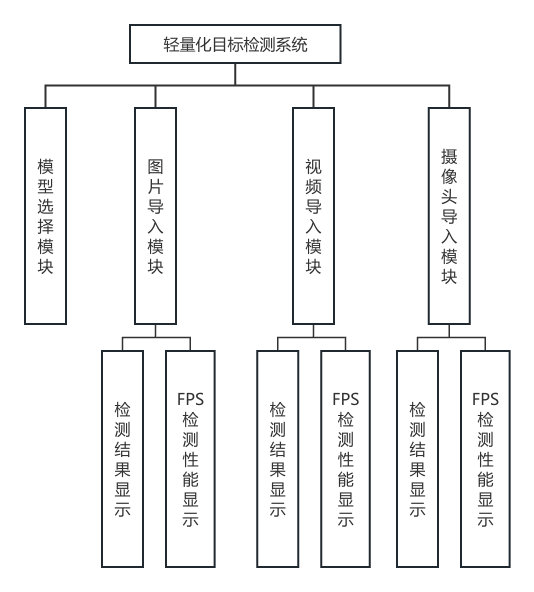 轻量化目标检测系统
模型选择模块
图片导入模块
视频导入模块
摄像头导入模块
检测结果显示
FPS检测性能显示
检测结果显示
FPS检测性能显示
检测结果显示
FPS检测性能显示